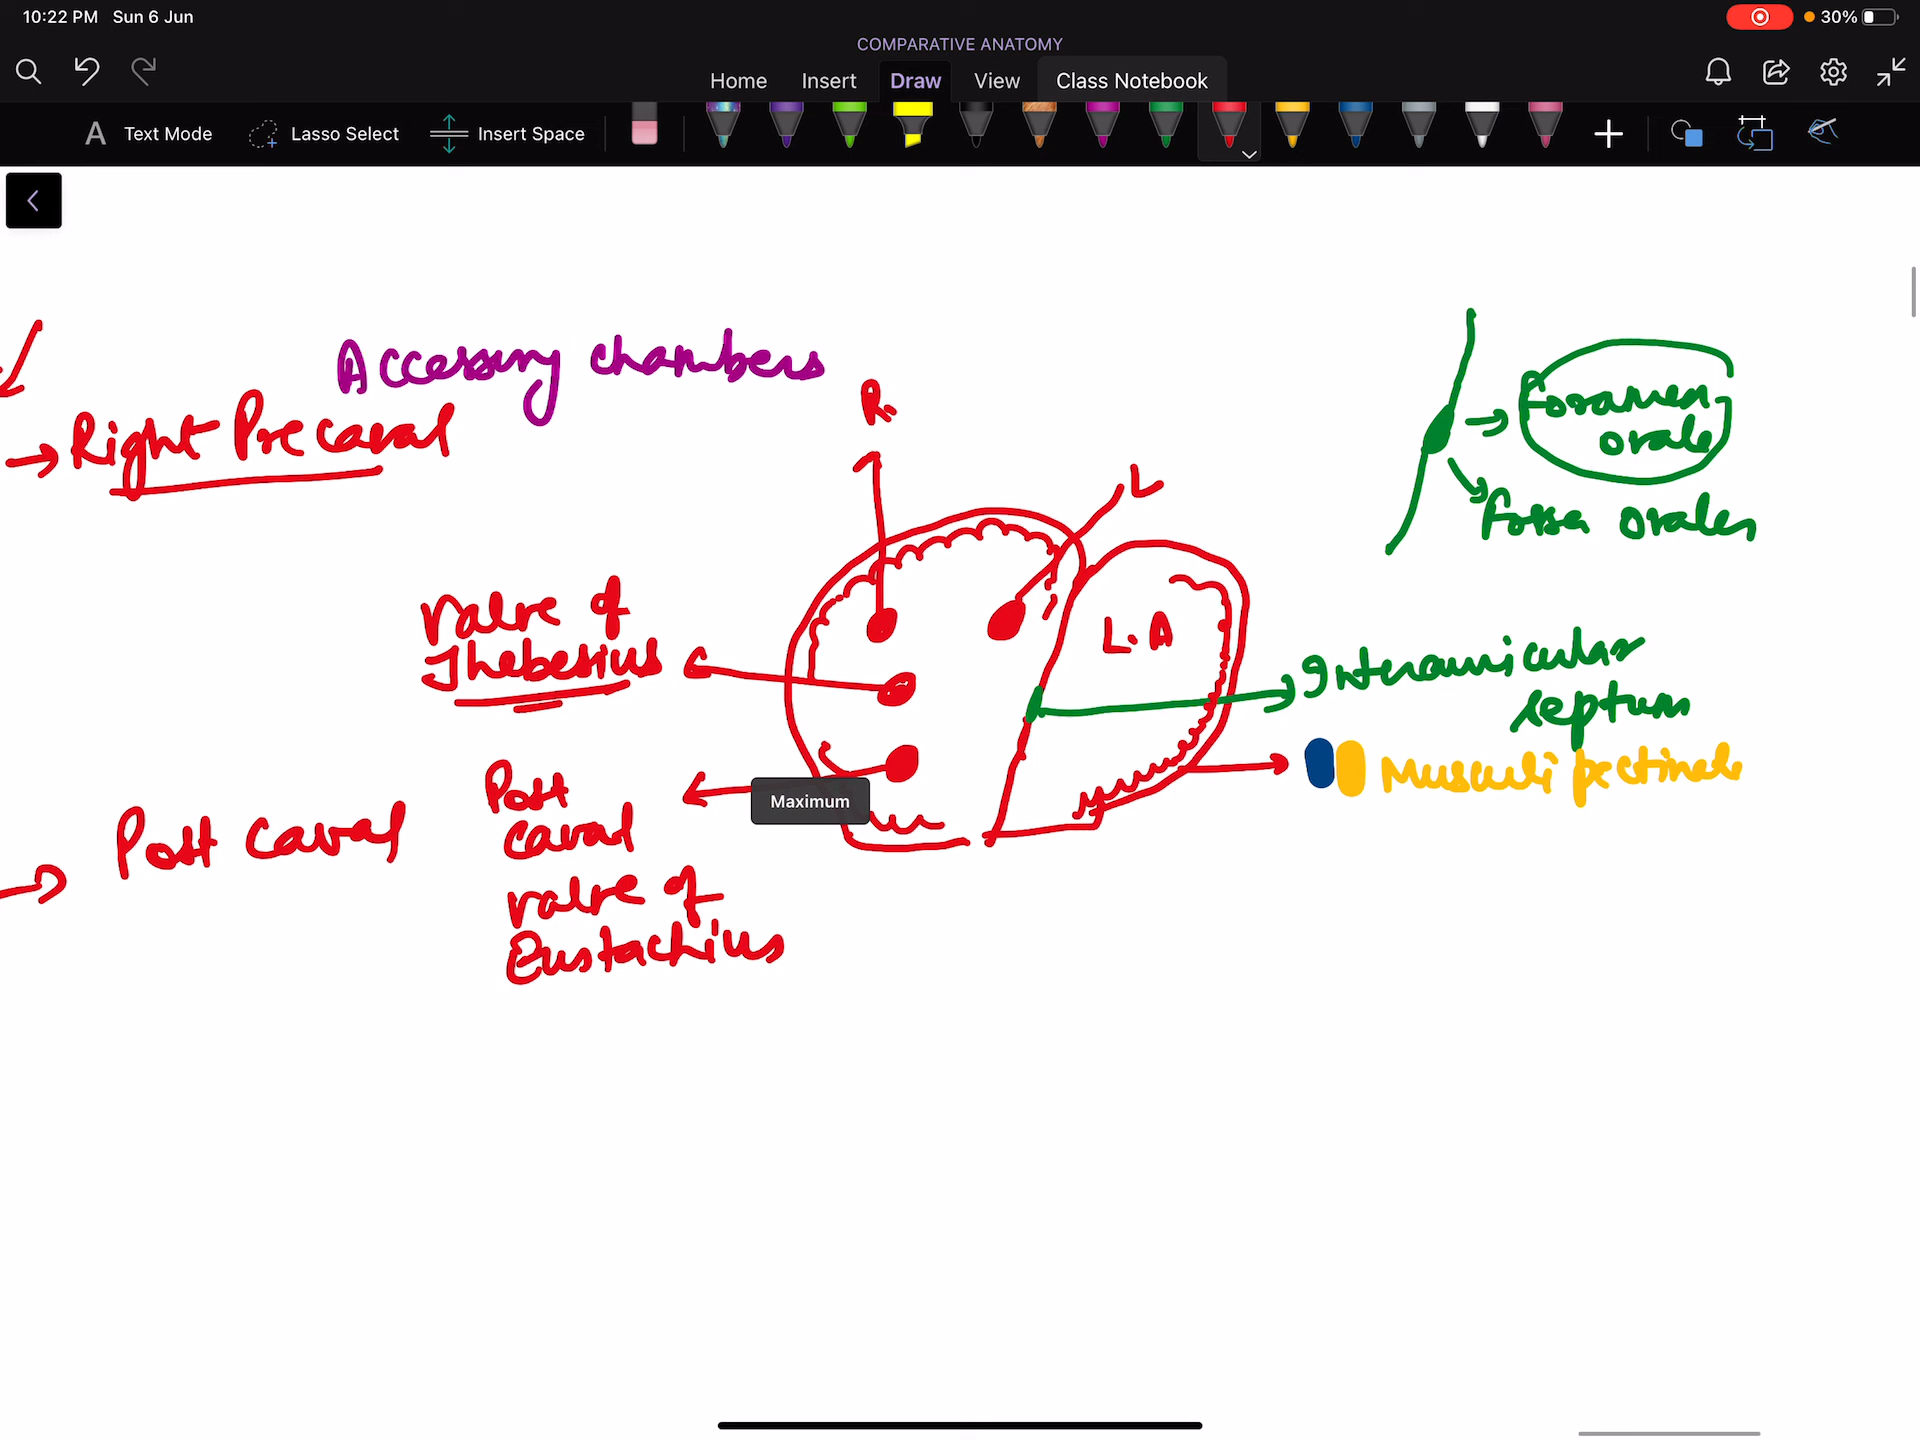 10:22 PM Sun 6 Jun
30%
COMPARATIVE ANATOMY
Home Insert Draw View Class Notebook
A Text Mode Lasso Select Insert Space
Accessory chambers
Right Precaval
R.
L
Foramen
ovale
Fossa ovales
Valve of
Thebesius
L.A
Interauricular
septum
Musculi pectinale
Post caval
Post
caval
valve of
Eustachius
Maximum